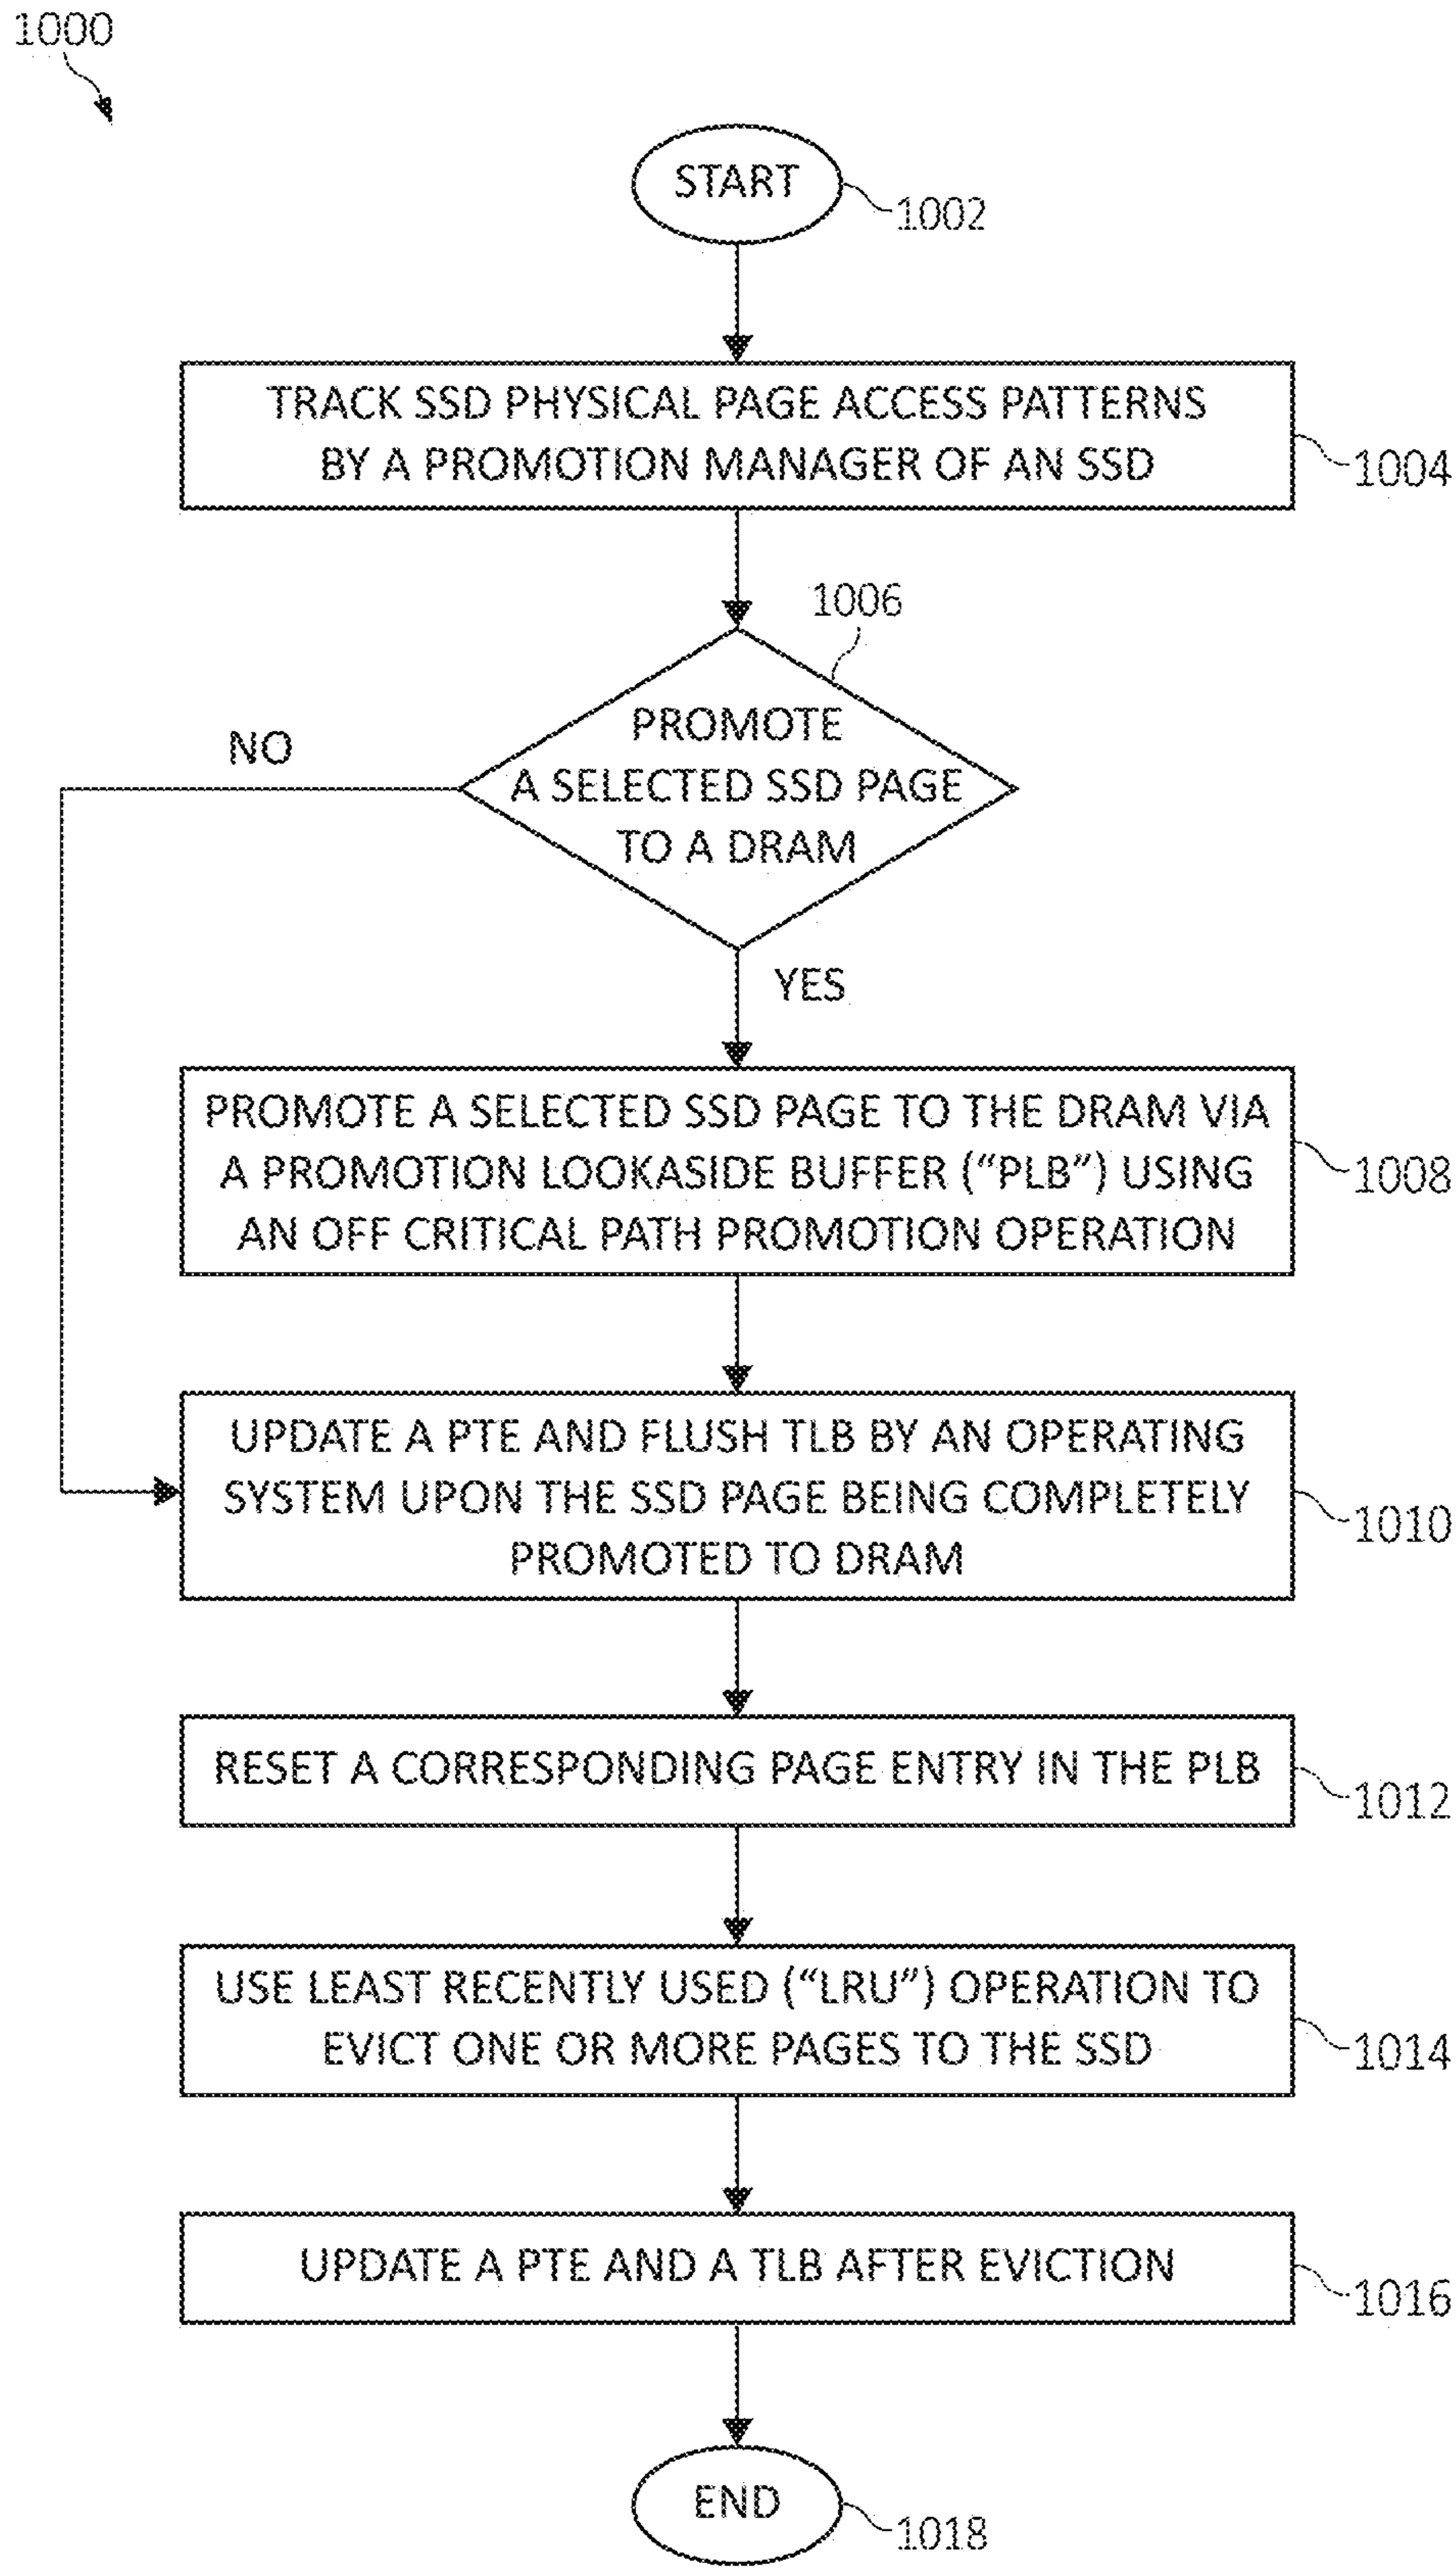 1000
START
1002
TRACK SSD PHYSICAL PAGE ACCESS PATTERNS
BY A PROMOTION MANAGER OF AN SSD
1004
1006
PROMOTE
A SELECTED SSD PAGE
TO A DRAM
NO
YES
PROMOTE A SELECTED SSD PAGE TO THE DRAM VIA
A PROMOTION LOOKASIDE BUFFER (“PLB”) USING
AN OFF CRITICAL PATH PROMOTION OPERATION
1008
UPDATE A PTE AND FLUSH TLB BY AN OPERATING
SYSTEM UPON THE SSD PAGE BEING COMPLETELY
PROMOTED TO DRAM
1010
RESET A CORRESPONDING PAGE ENTRY IN THE PLB
1012
USE LEAST RECENTLY USED (“LRU”) OPERATION TO
EVICT ONE OR MORE PAGES TO THE SSD
1014
UPDATE A PTE AND A TLB AFTER EVICTION
1016
END
1018